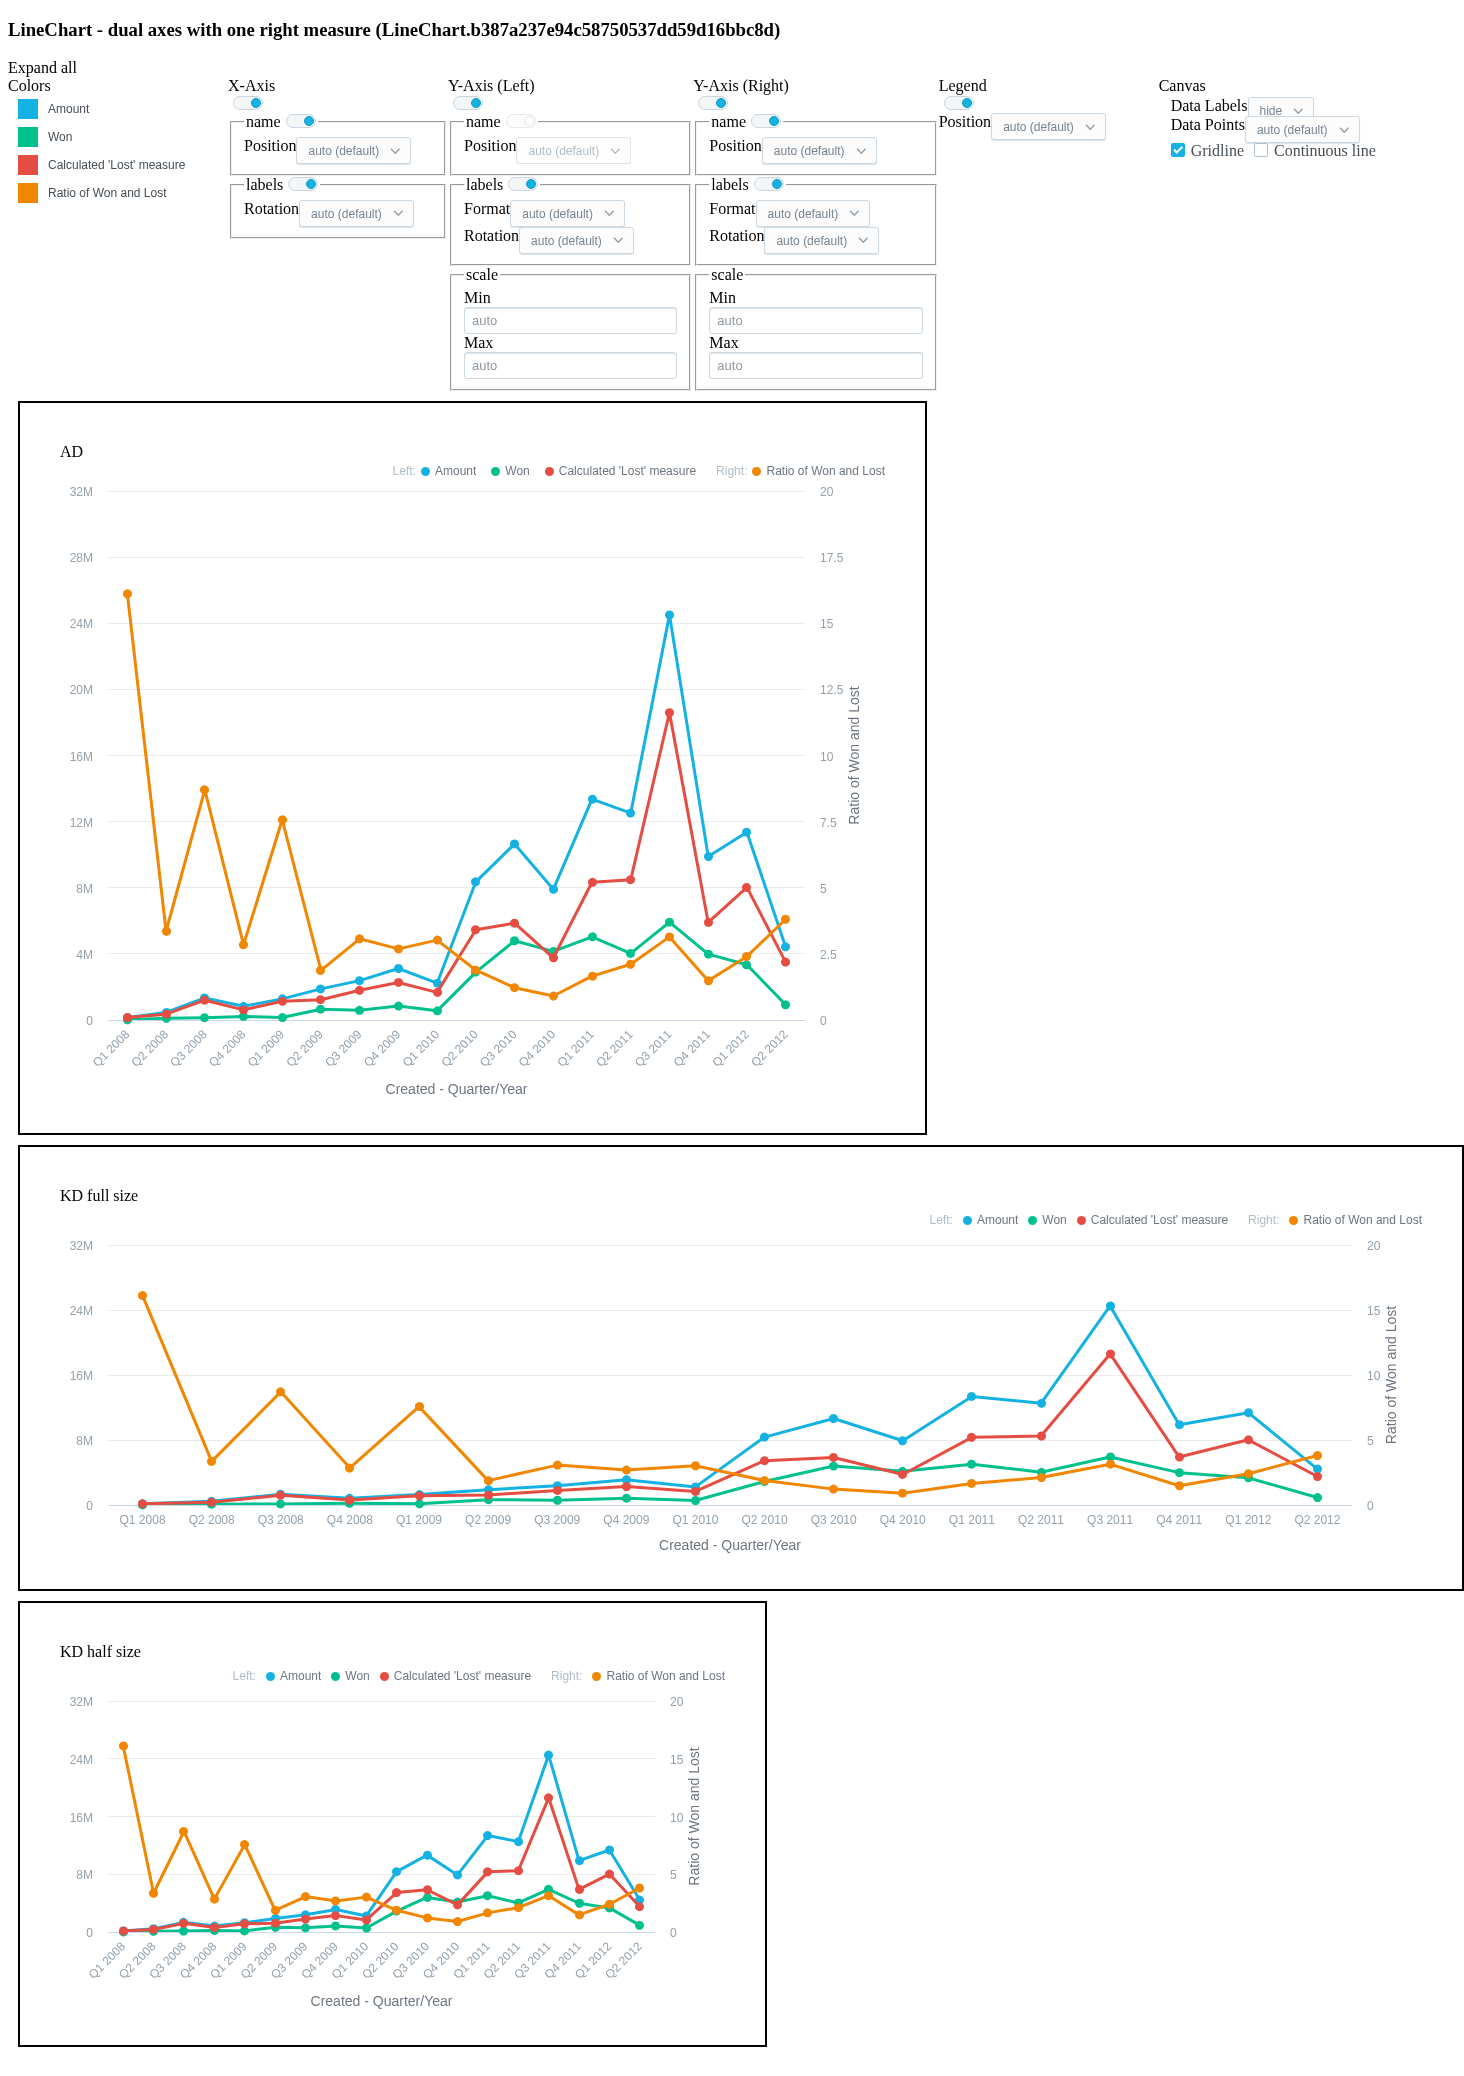 LineChart - dual axes with one right measure (LineChart.b387a237e94c58750537dd59d16bbc8d)
Expand all
Colors
Amount
Won
Calculated 'Lost' measure
Ratio of Won and Lost
X-Axis
name
Position auto (default)
labels
Rotation auto (default)
Y-Axis (Left)
name
Position auto (default)
labels
Format auto (default)
Rotation auto (default)
scale
Min
auto
Max
auto
Y-Axis (Right)
name
Position auto (default)
labels
Format auto (default)
Rotation auto (default)
scale
Min
auto
Max
auto
Legend
Position auto (default)
Canvas
Data Labels hide
Data Points auto (default)
Gridline Continuous line
AD
Left: Amount Won Calculated 'Lost' measure Right: Ratio of Won and Lost
32M 20
28M 17.5
24M 15
20M 12.5
16M 10
12M 7.5
8M 5
4M 2.5
0 0
Ratio of Won and Lost
Q1 2008 Q2 2008 Q3 2008 Q4 2008 Q1 2009 Q2 2009 Q3 2009 Q4 2009 Q1 2010 Q2 2010 Q3 2010 Q4 2010 Q1 2011 Q2 2011 Q3 2011 Q4 2011 Q1 2012 Q2 2012
Created - Quarter/Year
KD full size
Left: Amount Won Calculated 'Lost' measure Right: Ratio of Won and Lost
32M 20
24M 15
16M 10
8M 5
0 0
Ratio of Won and Lost
Q1 2008 Q2 2008 Q3 2008 Q4 2008 Q1 2009 Q2 2009 Q3 2009 Q4 2009 Q1 2010 Q2 2010 Q3 2010 Q4 2010 Q1 2011 Q2 2011 Q3 2011 Q4 2011 Q1 2012 Q2 2012
Created - Quarter/Year
KD half size
Left: Amount Won Calculated 'Lost' measure Right: Ratio of Won and Lost
32M 20
24M 15
16M 10
8M 5
0 0
Ratio of Won and Lost
Q1 2008 Q2 2008 Q3 2008 Q4 2008 Q1 2009 Q2 2009 Q3 2009 Q4 2009 Q1 2010 Q2 2010 Q3 2010 Q4 2010 Q1 2011 Q2 2011 Q3 2011 Q4 2011 Q1 2012 Q2 2012
Created - Quarter/Year